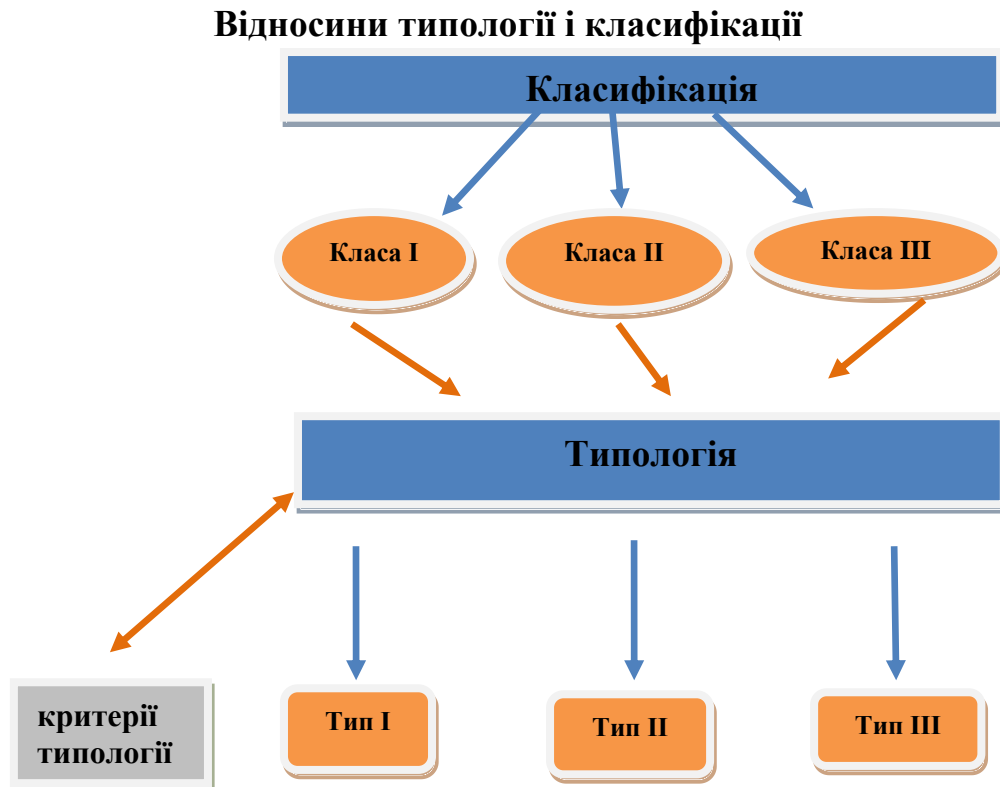 Відносини типології і класифікації
Класифікація
Класа I
Класа II
Класа III
Типологія
критерії
типології
Тип I
Тип II
Тип III